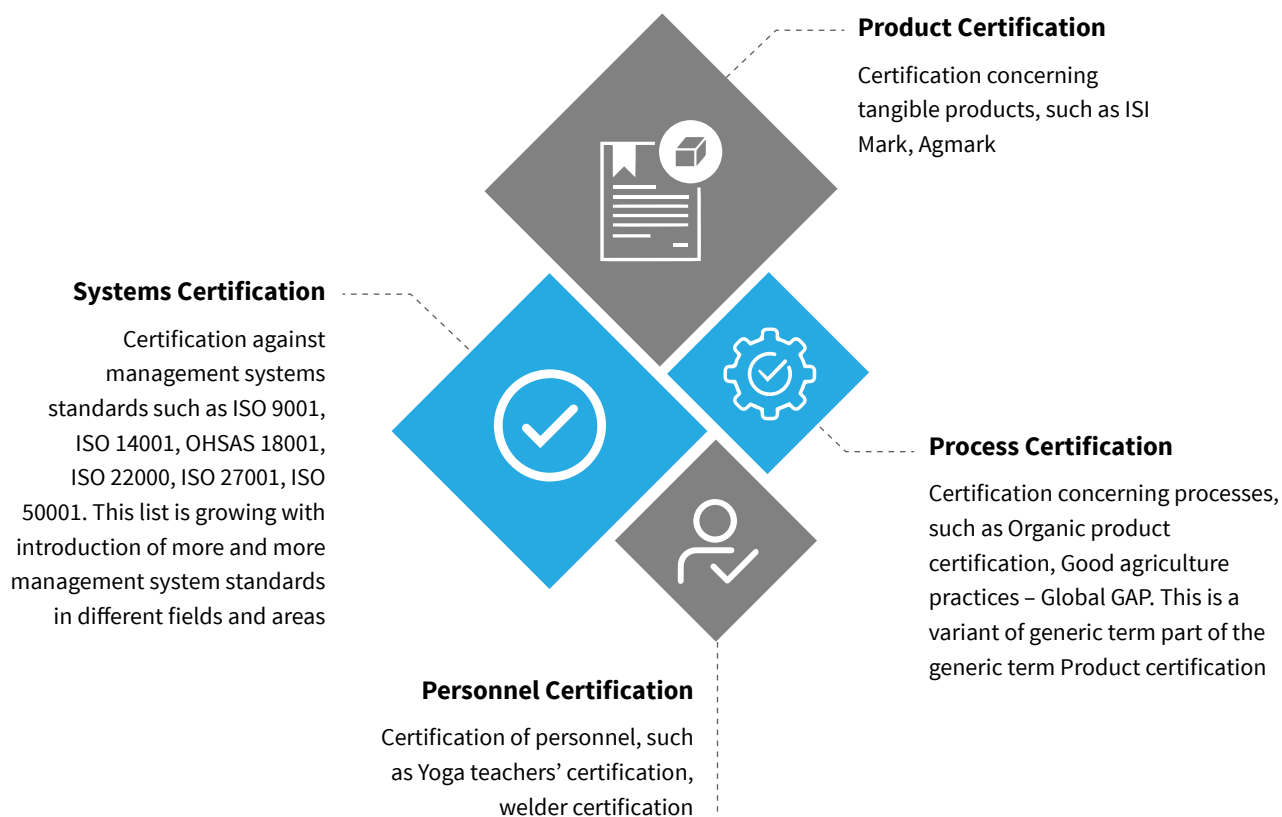 Product Certification
Certification concerning
tangible products, such as ISI
Mark, Agmark
Systems Certification
Certification against
management systems
standards such as ISO 9001,
ISO 14001, OHSAS 18001,
ISO 22000, ISO 27001, ISO
50001. This list is growing with
introduction of more and more
management system standards
in different fields and areas
Process Certification
Certification concerning processes,
such as Organic product
certification, Good agriculture
practices – Global GAP. This is a
variant of generic term part of the
generic term Product certification
Personnel Certification
Certification of personnel, such
as Yoga teachers’ certification,
welder certification